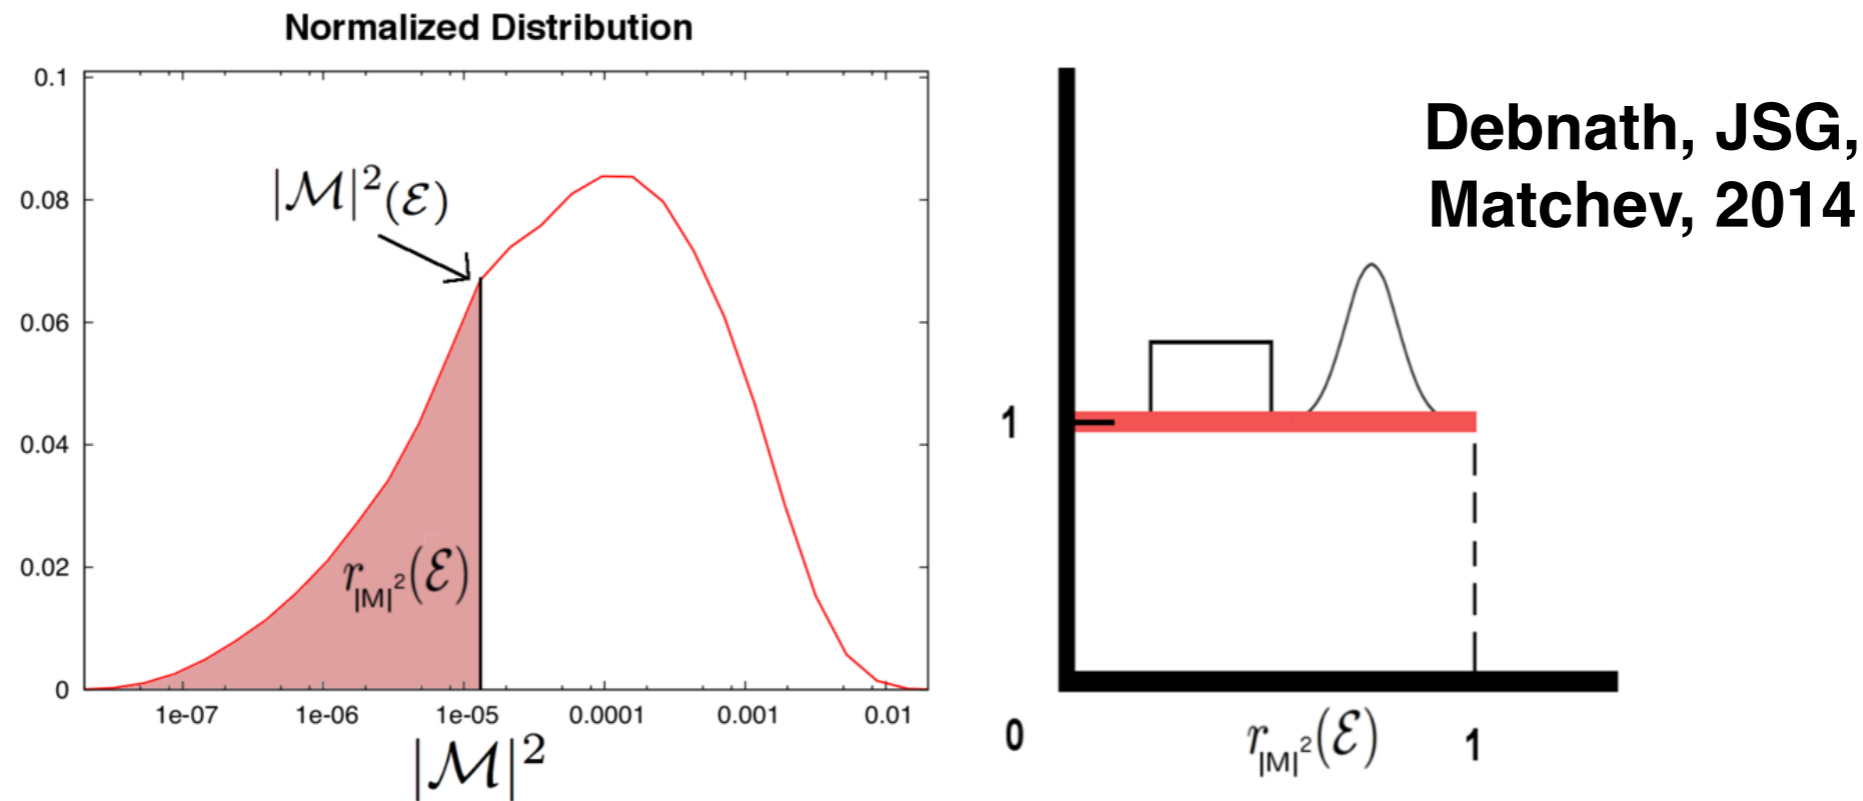 Normalized Distribution
0.1
0.08
0.06
0.04
0.02
0
|ℳ|²(ℰ)
r|M|²(ℰ)
1e-07 1e-06 1e-05 0.0001 0.001 0.01
|ℳ|²
Debnath, JSG,
Matchev, 2014
1
0 r|M|²(ℰ) 1